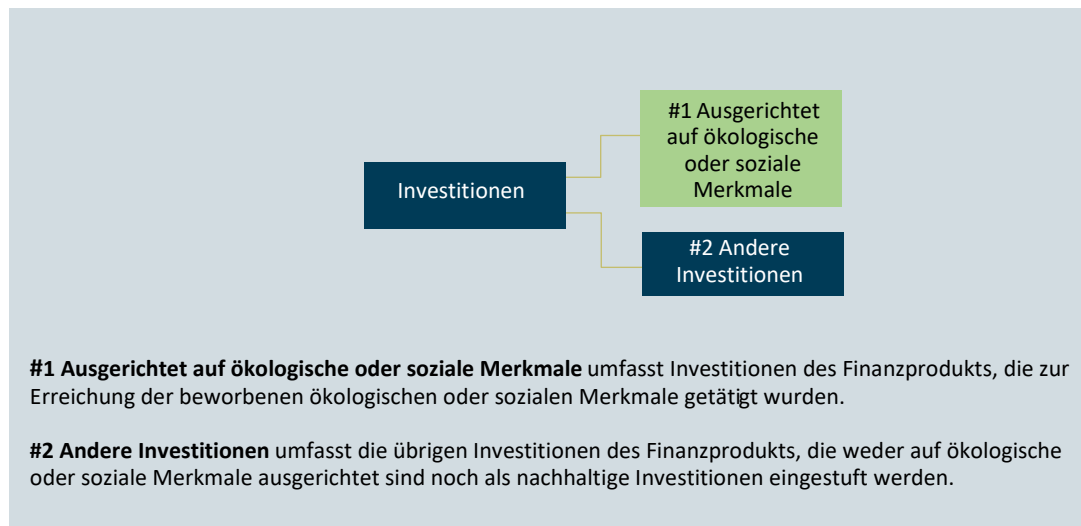 #1 Ausgerichtet
auf ökologische
oder soziale
Merkmale
Investitionen
#2 Andere
Investitionen
#1 Ausgerichtet auf ökologische oder soziale Merkmale umfasst Investitionen des Finanzprodukts, die zur
Erreichung der beworbenen ökologischen oder sozialen Merkmale getätigt wurden.
#2 Andere Investitionen umfasst die übrigen Investitionen des Finanzprodukts, die weder auf ökologische
oder soziale Merkmale ausgerichtet sind noch als nachhaltige Investitionen eingestuft werden.